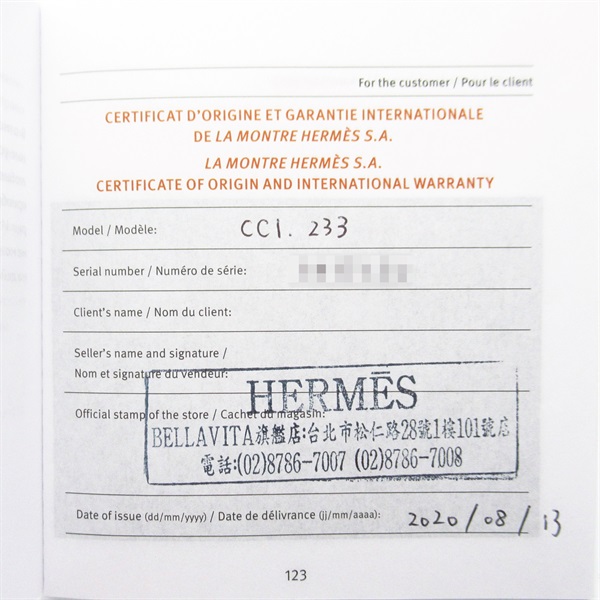 For the customer / Pour le client
CERTIFICAT D'ORIGINE ET GARANTIE INTERNATIONALE
DE LA MONTRE HERMÈS S.A.
LA MONTRE HERMÈS S.A.
CERTIFICATE OF ORIGIN AND INTERNATIONAL WARRANTY
Model / Modèle: CC1. 233
Serial number / Numéro de série:
Client's name / Nom du client:
Seller's name and signature /
Nom et signature du vendeur:
HERMĒS
Official stamp of the store / Cachet du magasin:
BELLAVITA旗艦店:台北市松仁路28號1樓101號店
電話:(02)8786-7007 (02)8786-7008
Date of issue (dd/mm/yyyy) / Date de délivrance (jj/mm/aaaa): 2020/08/13
123